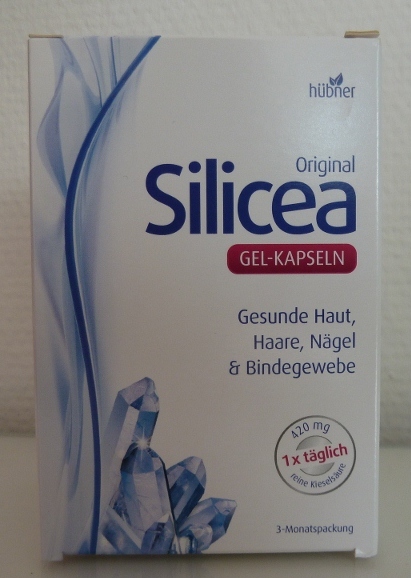 hübner
Original
Silicea
GEL-KAPSELN
Gesunde Haut,
Haare, Nägel
& Bindegewebe
420 mg
1 x täglich
reine Kieselsäure
3-Monatspackung